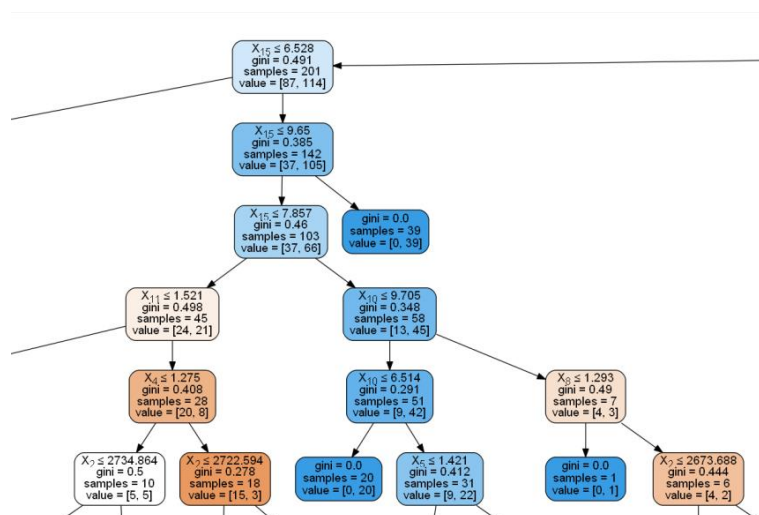 X15 ≤ 6.528
gini = 0.491
samples = 201
value = [87, 114]
X15 ≤ 9.65
gini = 0.385
samples = 142
value = [37, 105]
X15 ≤ 7.857
gini = 0.46
samples = 103
value = [37, 66]
gini = 0.0
samples = 39
value = [0, 39]
X11 ≤ 1.521
gini = 0.498
samples = 45
value = [24, 21]
X10 ≤ 9.705
gini = 0.348
samples = 58
value = [13, 45]
X4 ≤ 1.275
gini = 0.408
samples = 28
value = [20, 8]
X10 ≤ 6.514
gini = 0.291
samples = 51
value = [9, 42]
X8 ≤ 1.293
gini = 0.49
samples = 7
value = [4, 3]
X2 ≤ 2734.864
gini = 0.5
samples = 10
value = [5, 5]
X2 ≤ 2722.594
gini = 0.278
samples = 18
value = [15, 3]
gini = 0.0
samples = 20
value = [0, 20]
X5 ≤ 1.421
gini = 0.412
samples = 31
value = [9, 22]
gini = 0.0
samples = 1
value = [0, 1]
X2 ≤ 2673.688
gini = 0.444
samples = 6
value = [4, 2]